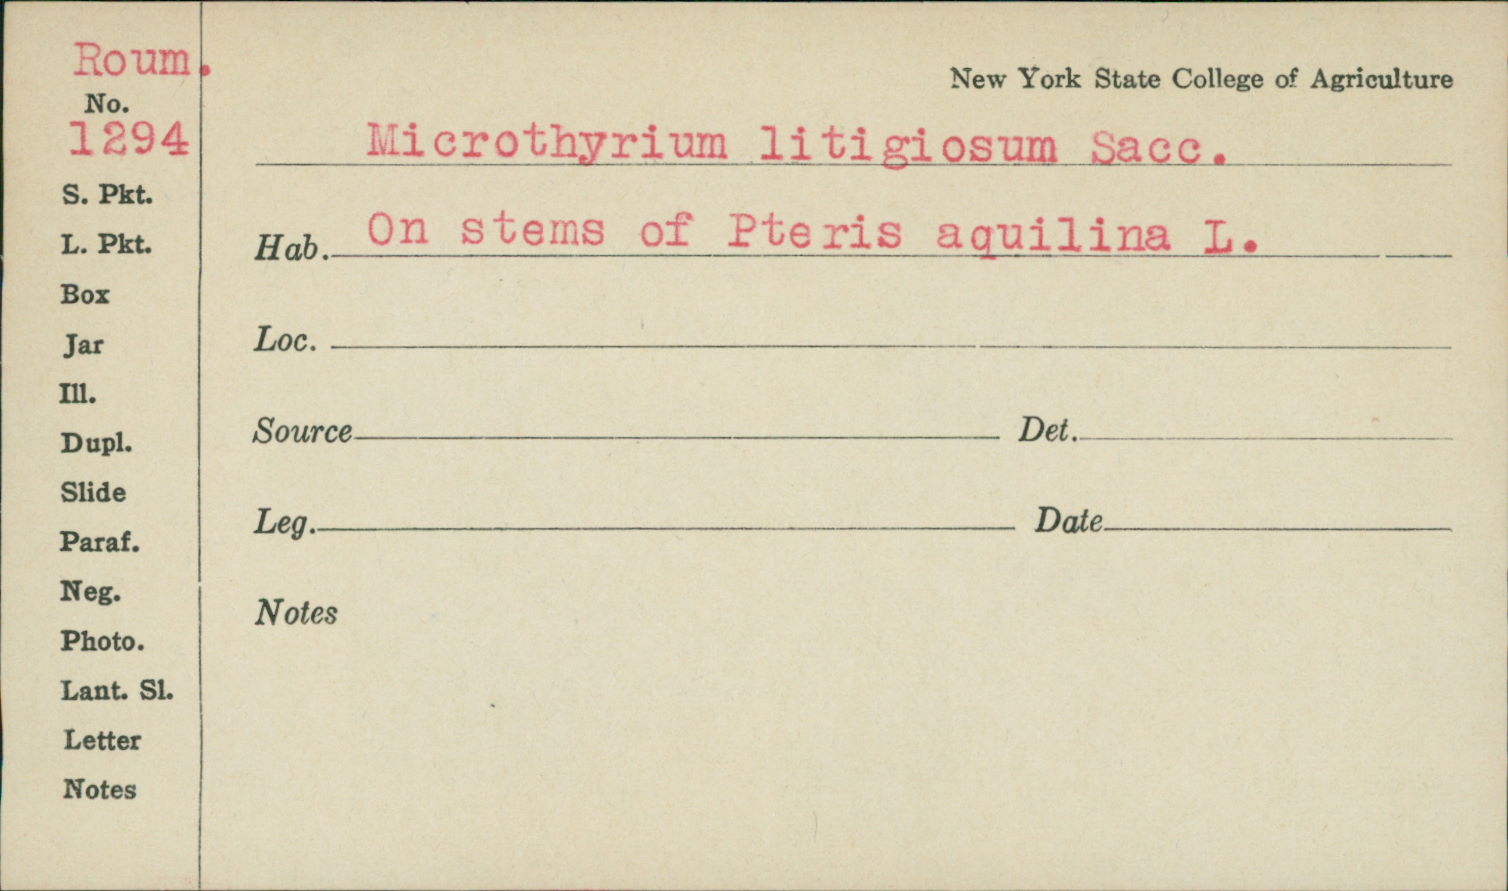 Roum.
No.
1294
S. Pkt.
L. Pkt.
Box
Jar
Ill.
Dupl.
Slide
Paraf.
Neg.
Photo.
Lant. Sl.
Letter
Notes
New York State College of Agriculture
Microthyrium litigiosum Sacc.
Hab. On stems of Pteris aquilina L.
Loc.
Source Det.
Leg. Date
Notes